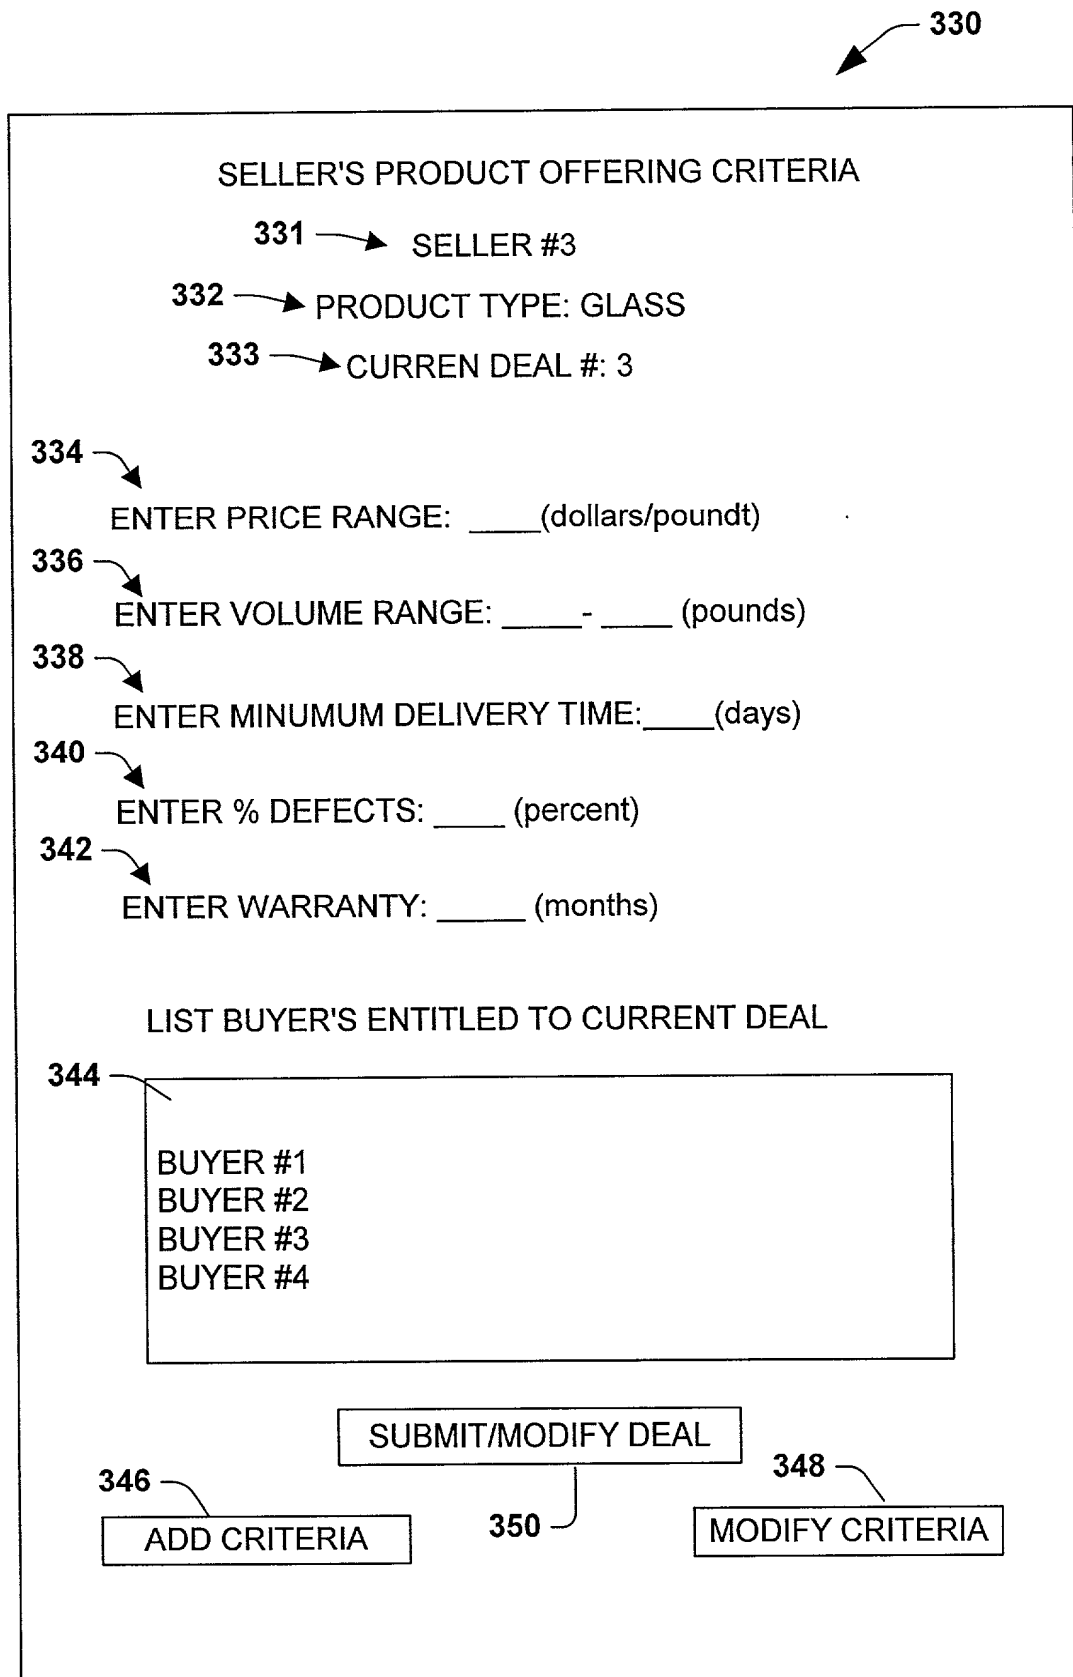 330
SELLER'S PRODUCT OFFERING CRITERIA
331 SELLER #3
332 PRODUCT TYPE: GLASS
333 CURREN DEAL #: 3
334
ENTER PRICE RANGE: ____(dollars/poundt)
336
ENTER VOLUME RANGE: ____- ____ (pounds)
338
ENTER MINUMUM DELIVERY TIME:____(days)
340
ENTER % DEFECTS: ____ (percent)
342
ENTER WARRANTY: _____ (months)
LIST BUYER'S ENTITLED TO CURRENT DEAL
344
BUYER #1
BUYER #2
BUYER #3
BUYER #4
SUBMIT/MODIFY DEAL
346 350 348
ADD CRITERIA MODIFY CRITERIA